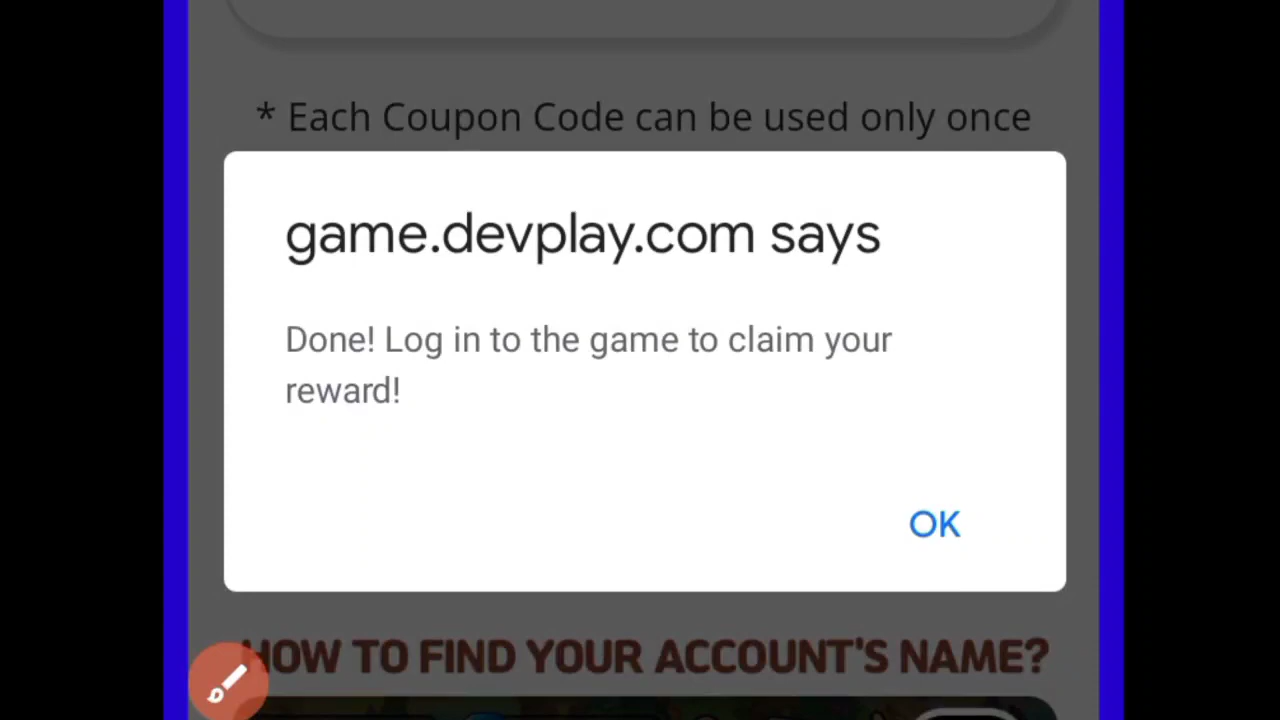 * Each Coupon Code can be used only once
game.devplay.com says
Done! Log in to the game to claim your
reward!
OK
HOW TO FIND YOUR ACCOUNT'S NAME?